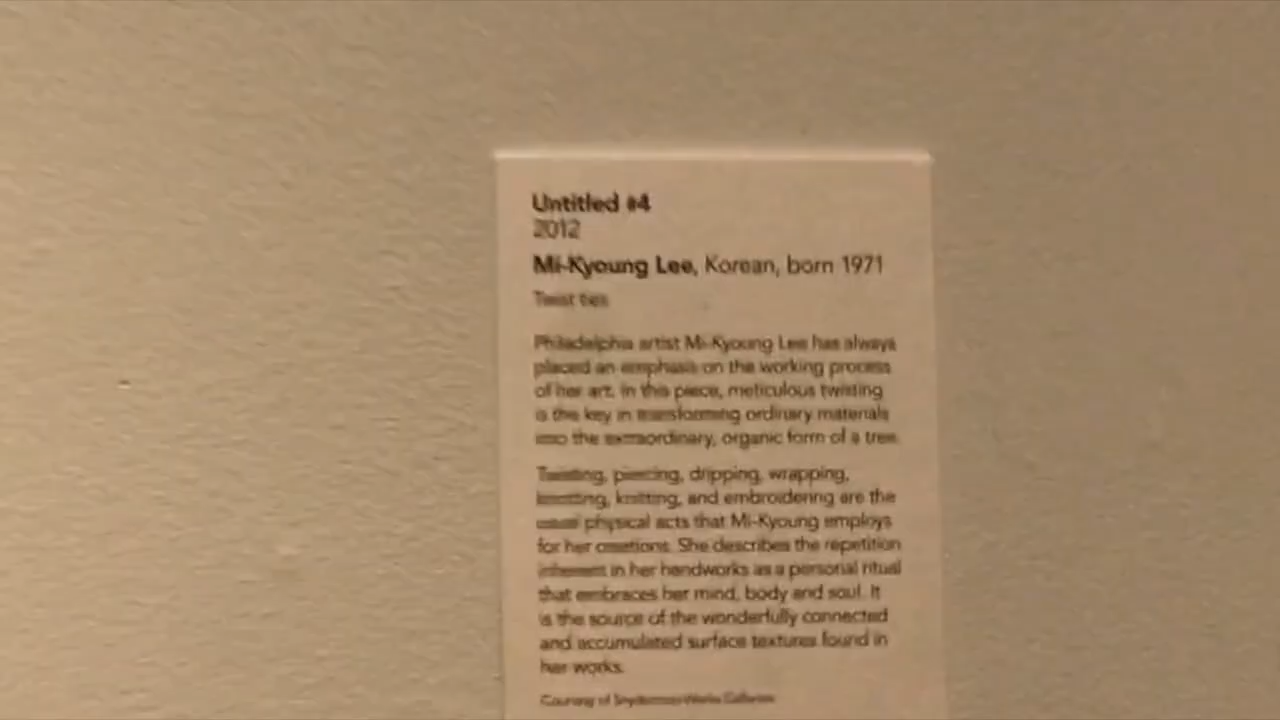 Untitled #4
2012
Mi-Kyoung Lee, Korean, born 1971
Twist ties
Philadelphia artist Mi-Kyoung Lee has always
placed an emphasis on the working process
of her art. In this piece, meticulous twisting
is the key in transforming ordinary materials
into the extraordinary, organic form of a tree.
Twisting, piercing, dripping, wrapping,
knotting, knitting, and embroidering are the
usual physical acts that Mi-Kyoung employs
for her creations. She describes the repetition
inherent in her handworks as a personal ritual
that embraces her mind, body and soul. It
is the source of the wonderfully connected
and accumulated surface textures found in
her works.
Courtesy of Snyderman-Works Galleries